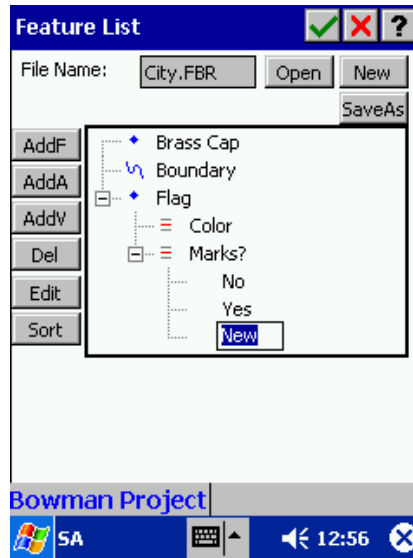 Feature List ?
File Name: City.FBR Open New
SaveAs
AddF
AddA
AddV
Del
Edit
Sort
Brass Cap
Boundary
Flag
Color
Marks?
No
Yes
New
Bowman Project
SA 12:56